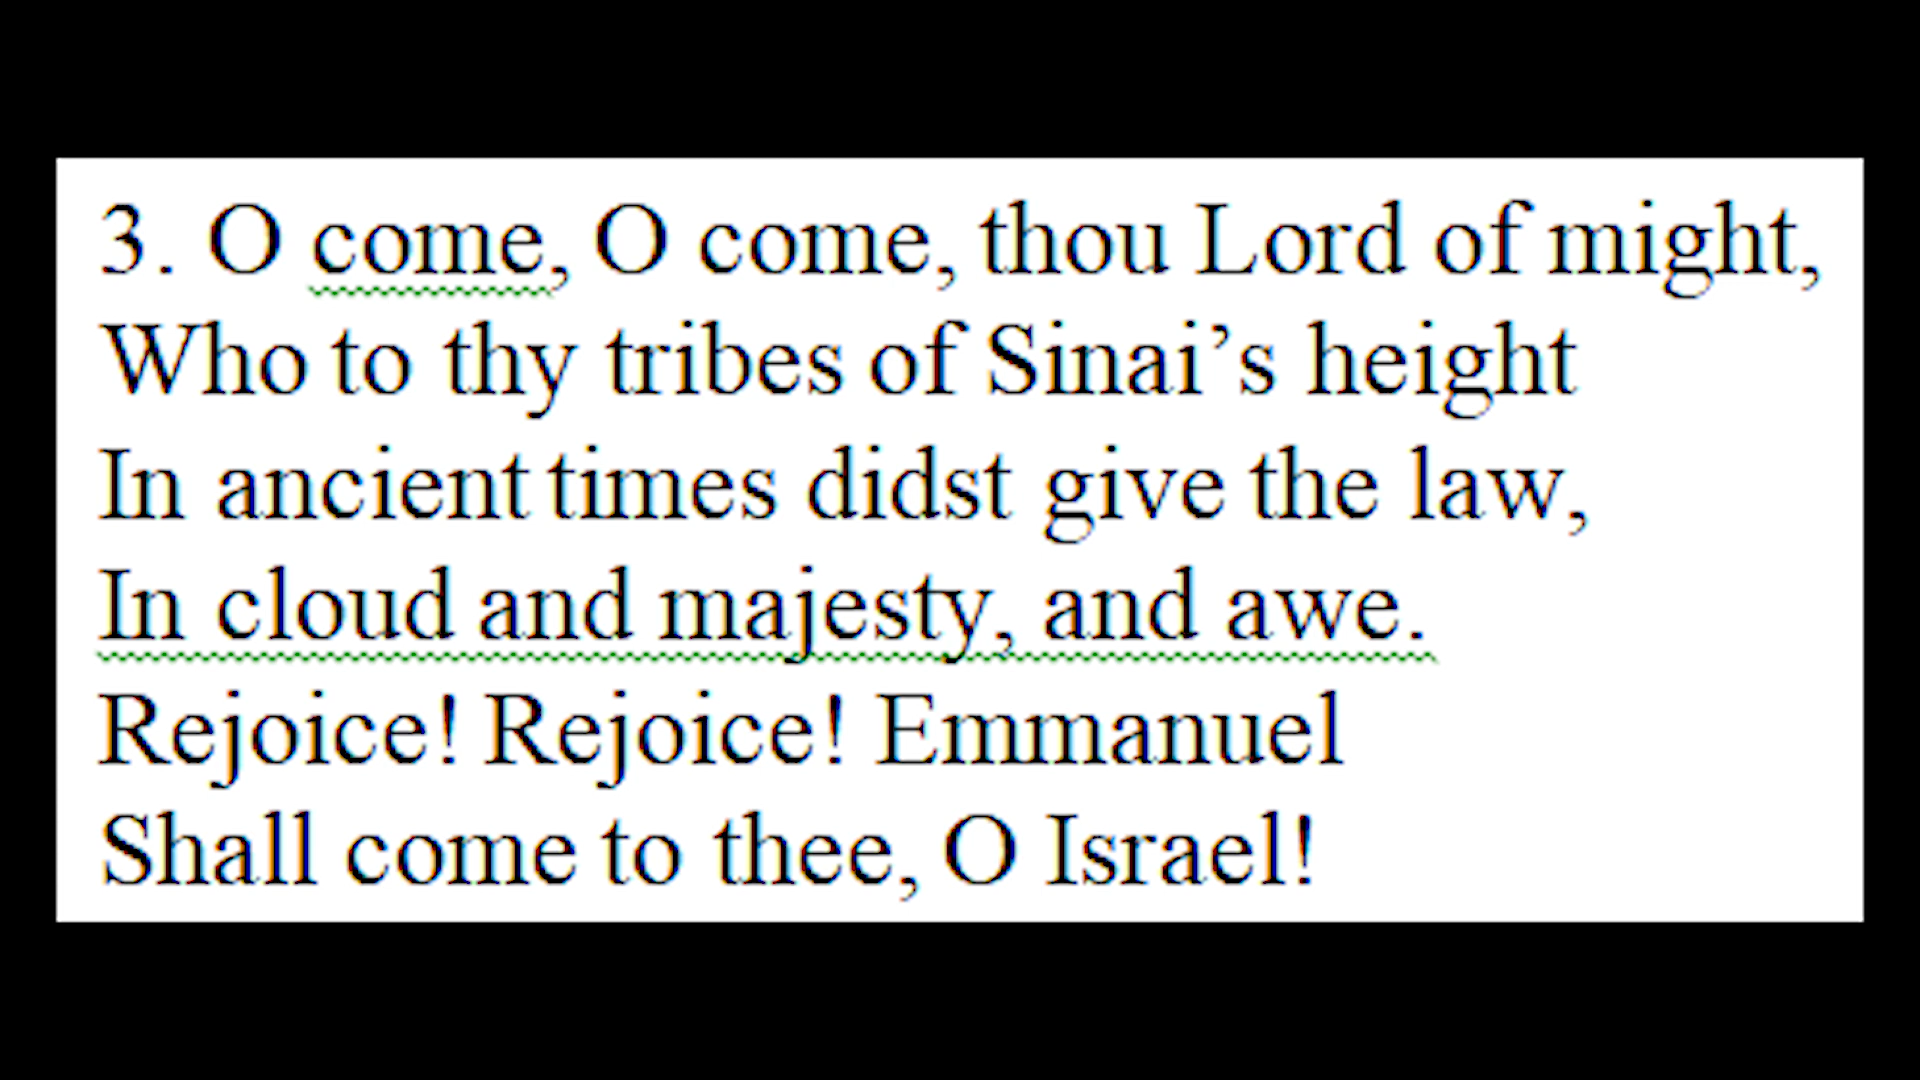 3. O come, O come, thou Lord of might,
Who to thy tribes of Sinai’s height
In ancient times didst give the law,
In cloud and majesty, and awe.
Rejoice! Rejoice! Emmanuel
Shall come to thee, O Israel!